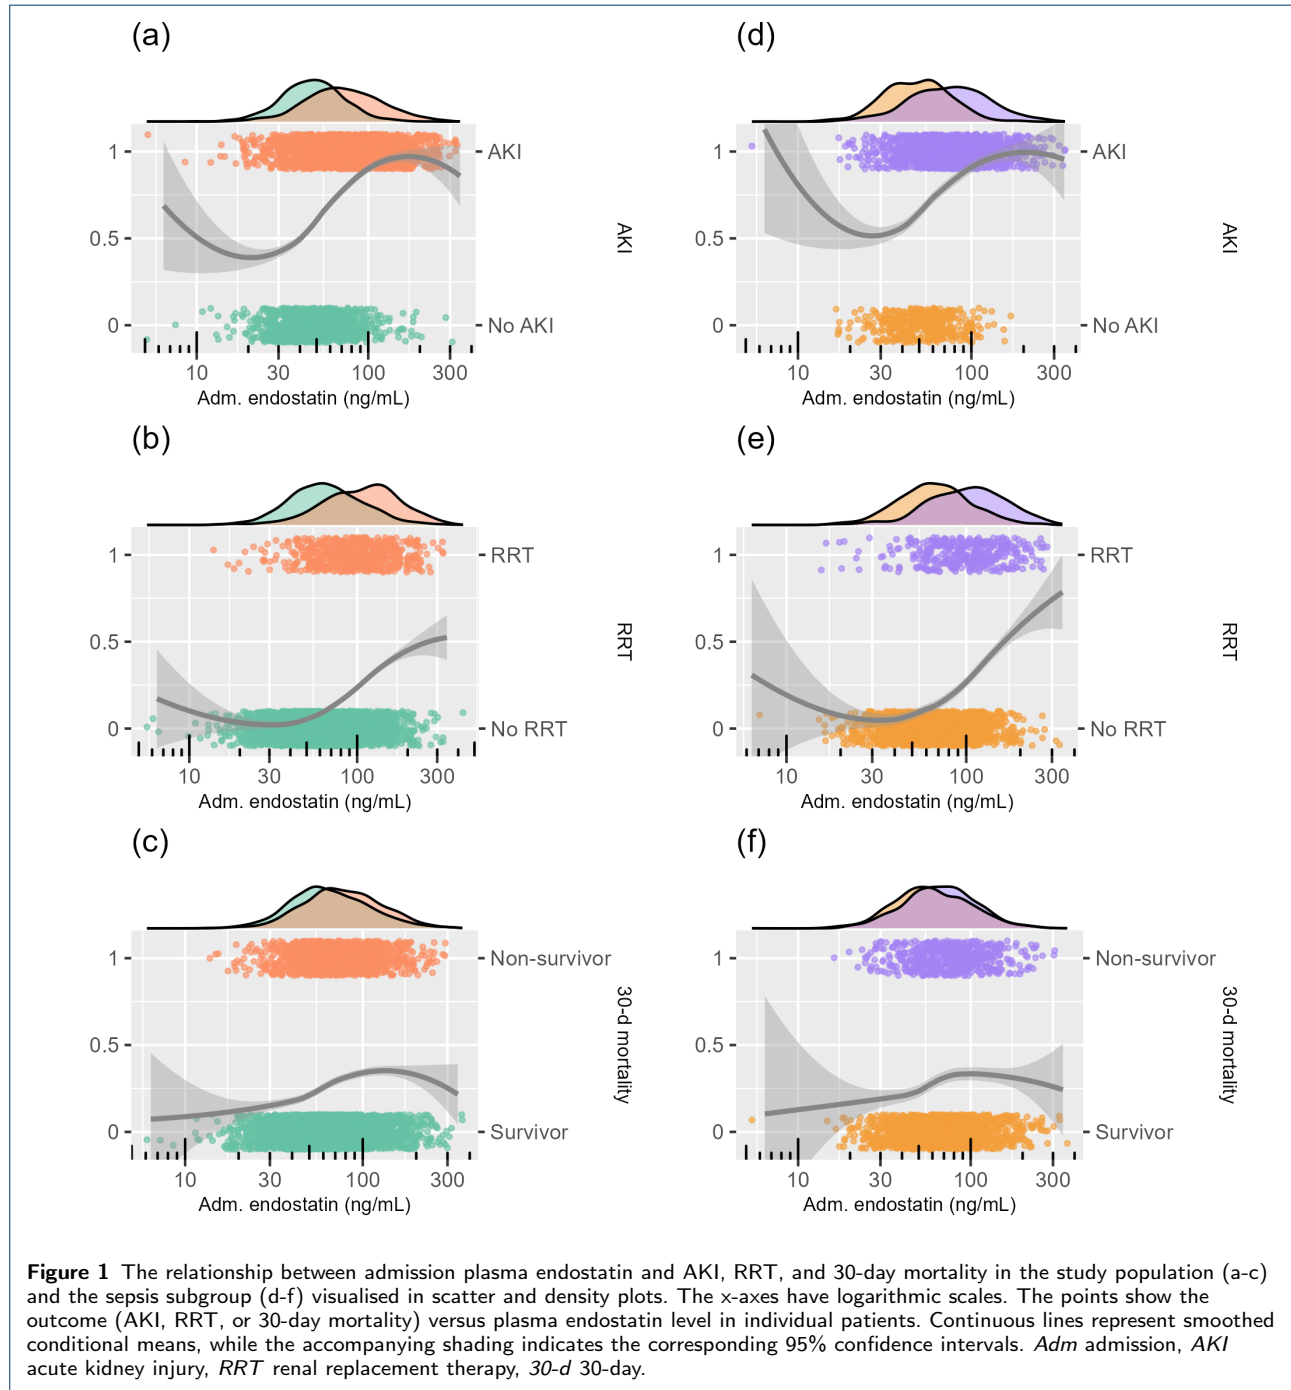 (a)
1
0.5
0
AKI
No AKI
AKI
10 30 100 300
Adm. endostatin (ng/mL)
(d)
1
0.5
0
AKI
No AKI
AKI
10 30 100 300
Adm. endostatin (ng/mL)
(b)
1
0.5
0
RRT
No RRT
RRT
10 30 100 300
Adm. endostatin (ng/mL)
(e)
1
0.5
0
RRT
No RRT
RRT
10 30 100 300
Adm. endostatin (ng/mL)
(c)
1
0.5
0
Non-survivor
Survivor
30-d mortality
10 30 100 300
Adm. endostatin (ng/mL)
(f)
1
0.5
0
Non-survivor
Survivor
30-d mortality
10 30 100 300
Adm. endostatin (ng/mL)
Figure 1 The relationship between admission plasma endostatin and AKI, RRT, and 30-day mortality in the study population (a-c)
and the sepsis subgroup (d-f) visualised in scatter and density plots. The x-axes have logarithmic scales. The points show the
outcome (AKI, RRT, or 30-day mortality) versus plasma endostatin level in individual patients. Continuous lines represent smoothed
conditional means, while the accompanying shading indicates the corresponding 95% confidence intervals. Adm admission, AKI
acute kidney injury, RRT renal replacement therapy, 30-d 30-day.